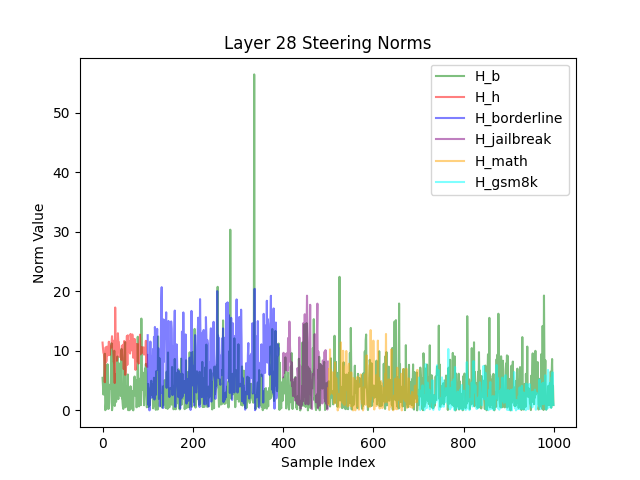 Layer 28 Steering Norms
H_b
H_h
H_borderline
H_jailbreak
H_math
H_gsm8k
50
40
30
20
10
0
Norm Value
0
200
400
600
800
1000
Sample Index